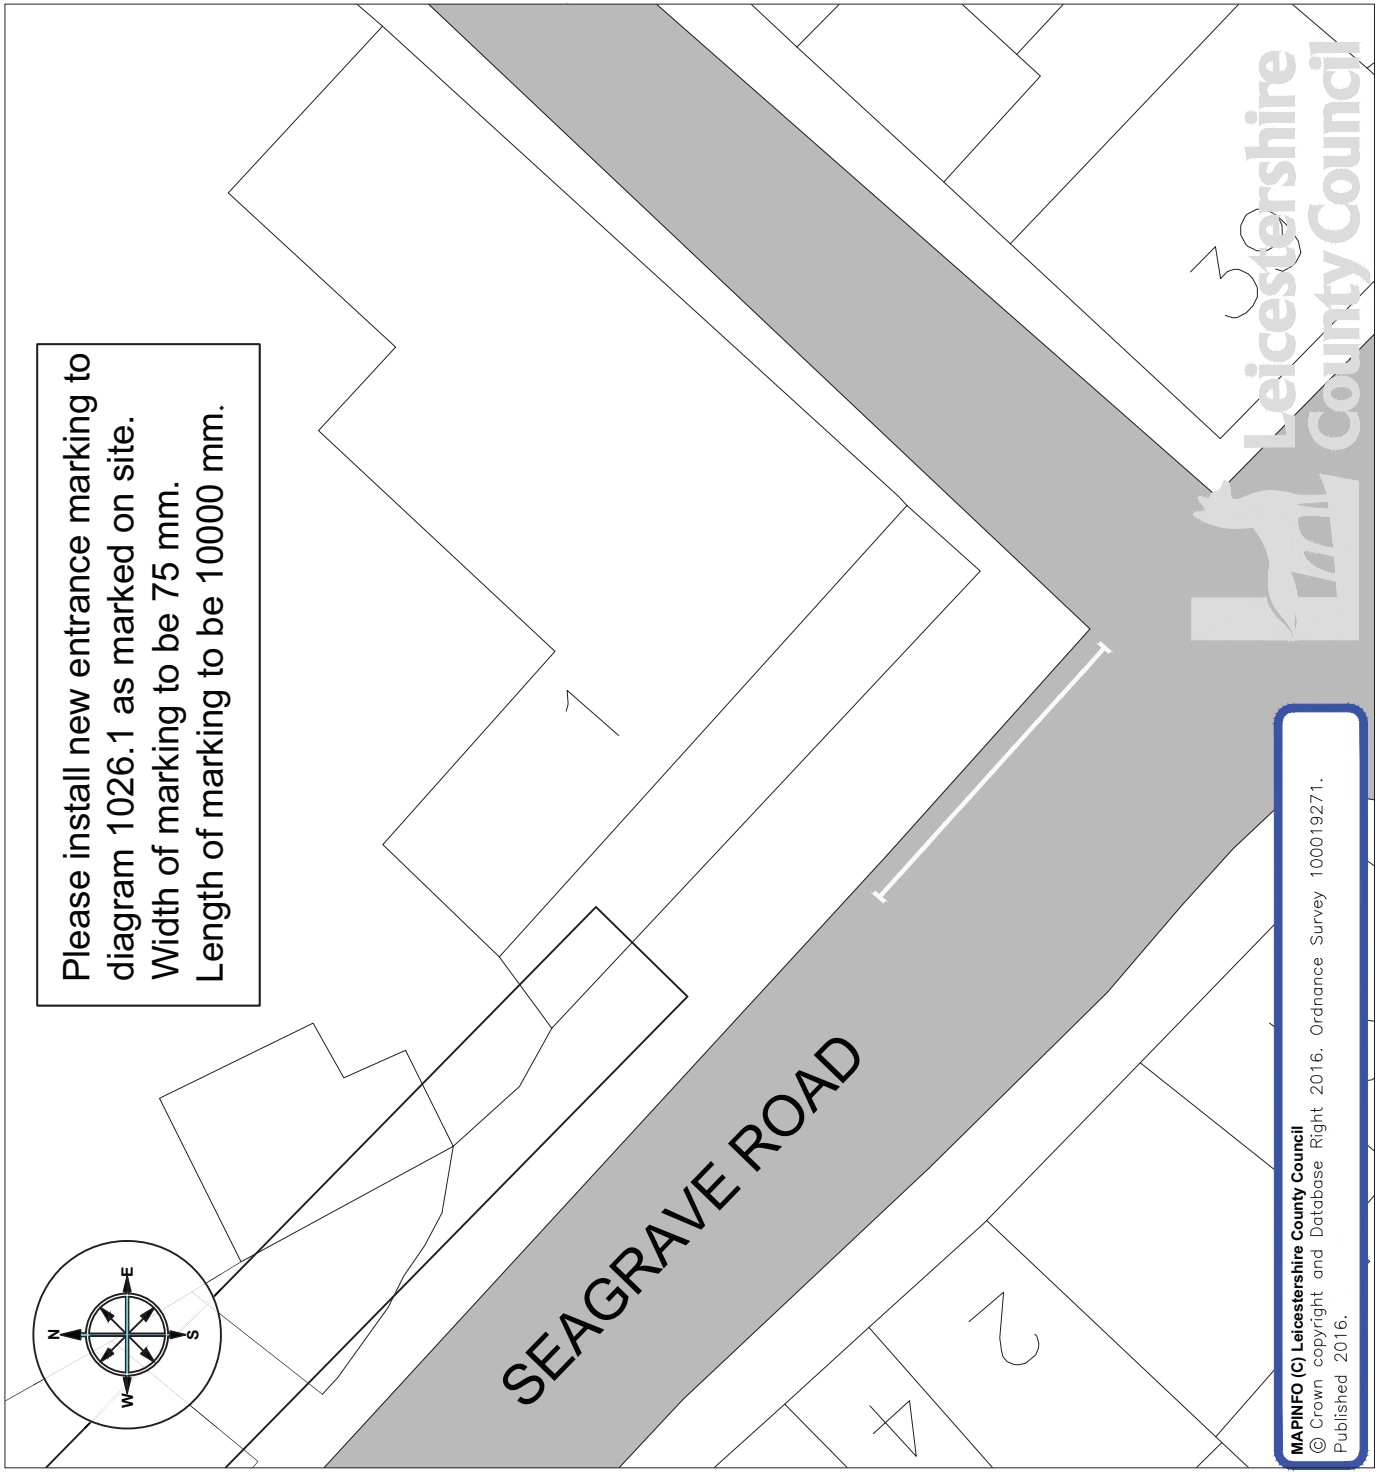 Please install new entrance marking to
diagram 1026.1 as marked on site.
Width of marking to be 75 mm.
Length of marking to be 10000 mm.
N
E
S
W
1
SEAGRAVE ROAD
39
2
4
Leicestershire
County Council
MAPINFO (C) Leicestershire County Council
© Crown copyright and Database Right 2016. Ordnance Survey 100019271.
Published 2016.